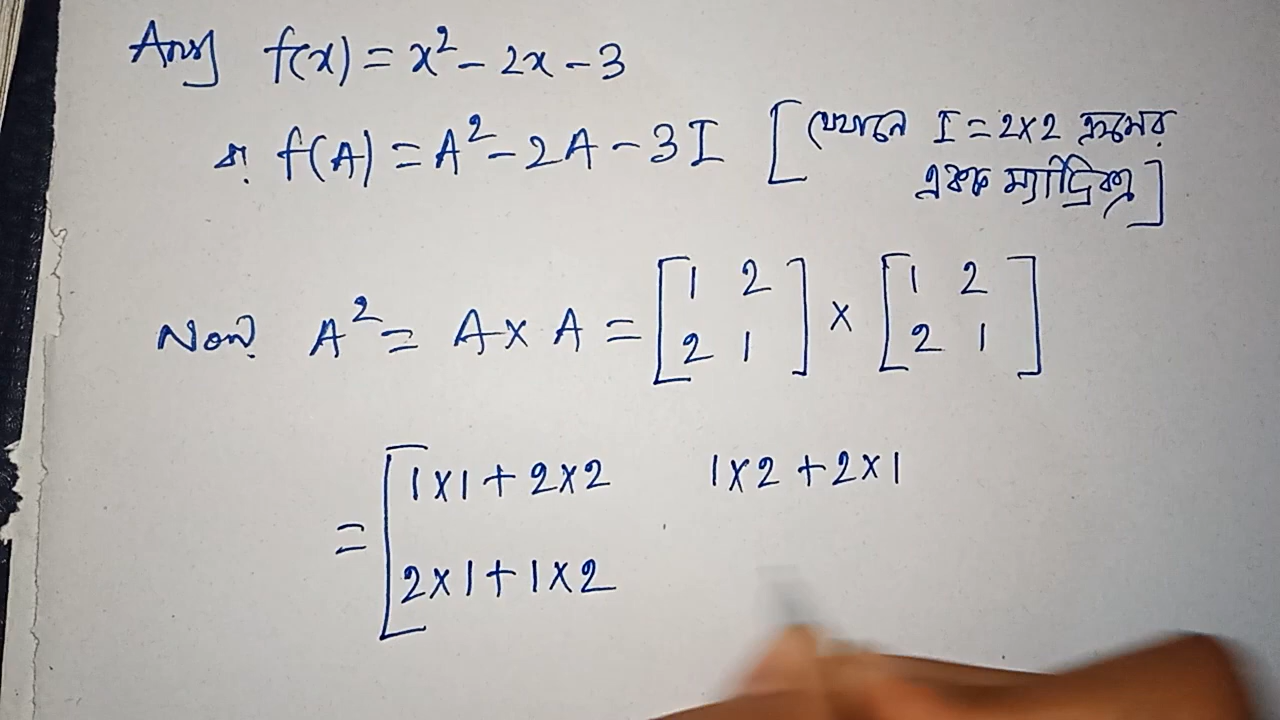 Ans f(x) = x² - 2x - 3
বা, f(A) = A² - 2A - 3I [যেখানে I = 2×2 ক্রমের
একক ম্যাট্রিক্স]
Now A² = A × A = [1 2 2 1] × [1 2 2 1]
= [1×1 + 2×2 1×2 + 2×1
2×1 + 1×2